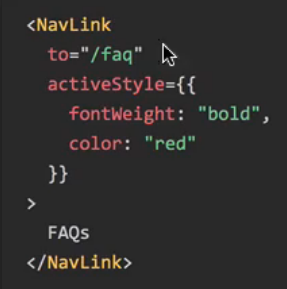 <NavLink
to="/faq"
activeStyle={{
fontWeight: "bold",
color: "red"
}}
>
FAQs
</NavLink>